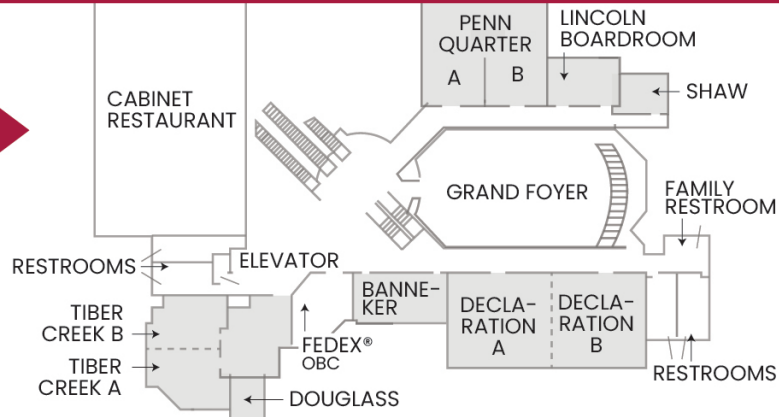 PENN
QUARTER
A
B
LINCOLN
BOARDROOM
SHAW
CABINET
RESTAURANT
GRAND FOYER
FAMILY
RESTROOM
RESTROOMS
ELEVATOR
TIBER
CREEK B
TIBER
CREEK A
FEDEX®
OBC
DOUGLASS
BANNE-
KER
DECLA-
RATION
A
DECLA-
RATION
B
RESTROOMS